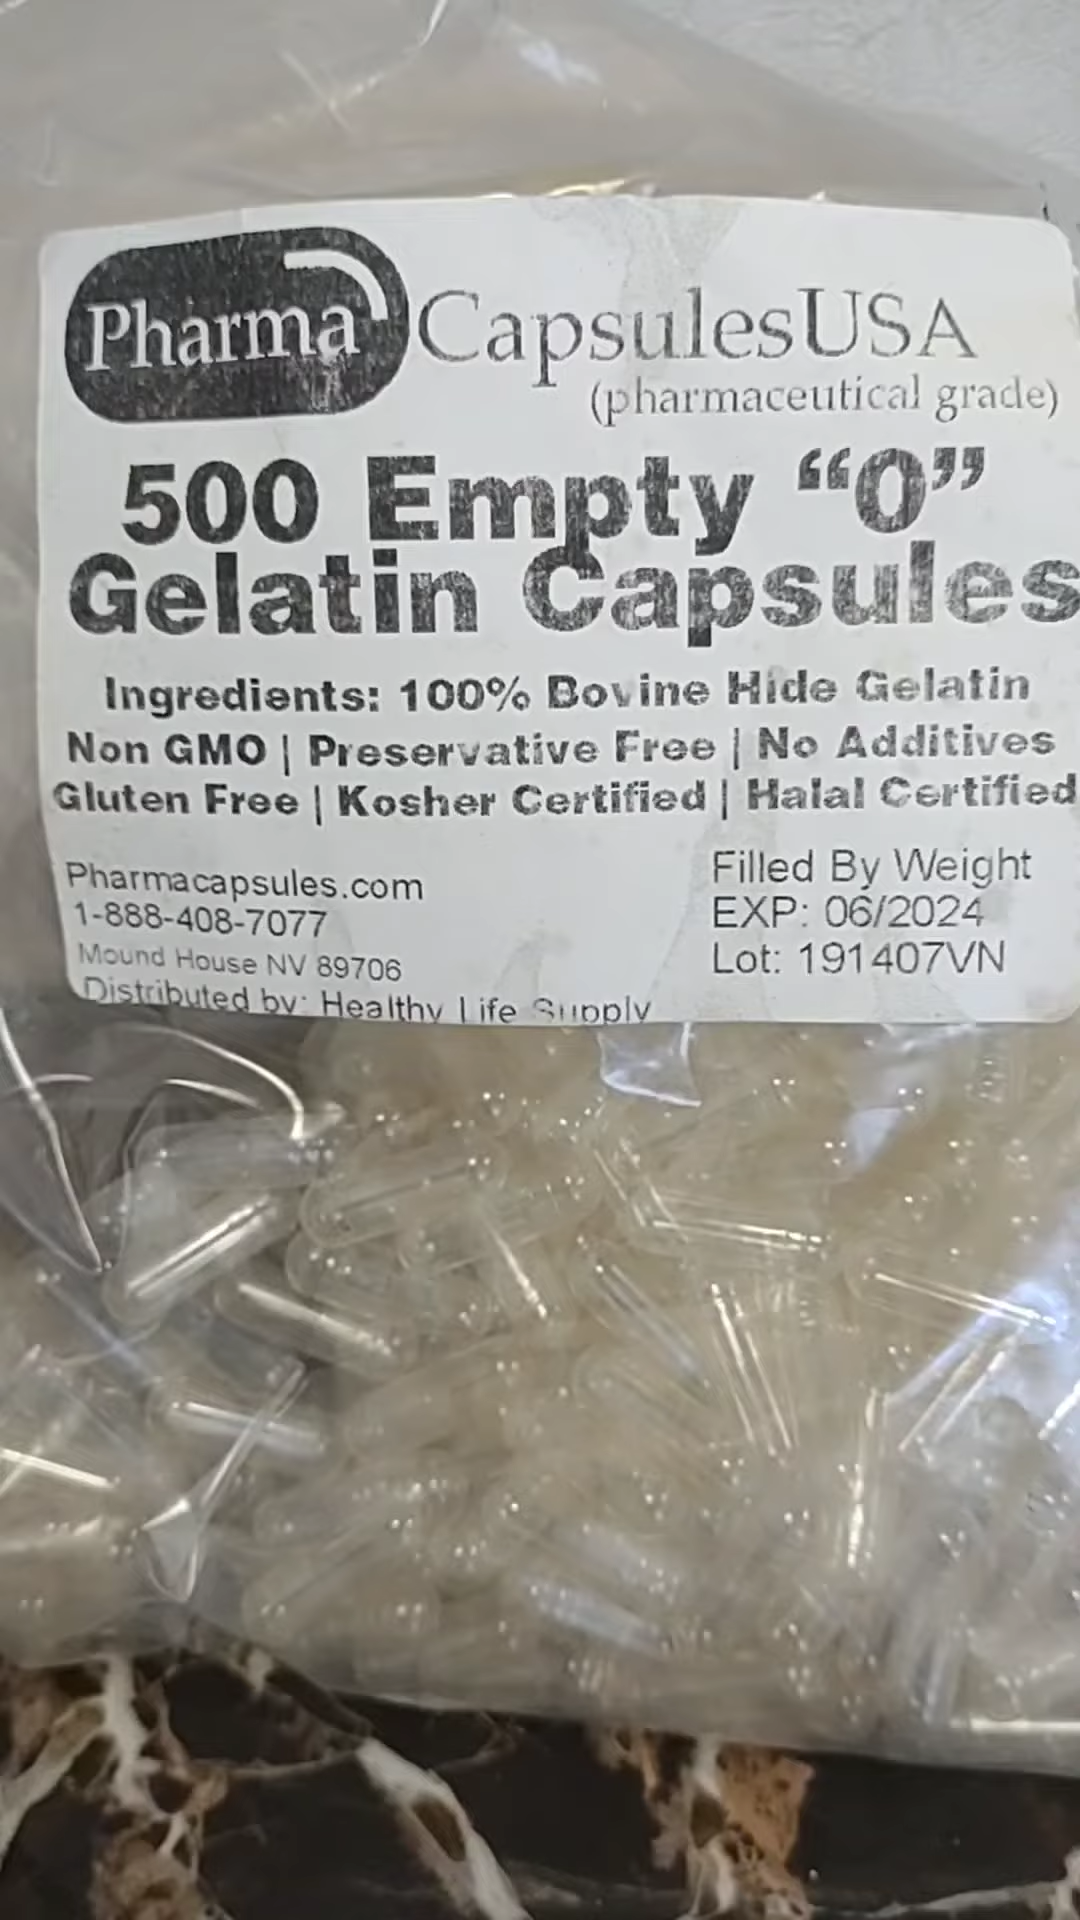 Pharma CapsulesUSA
(pharmaceutical grade)
500 Empty “0”
Gelatin Capsules
Ingredients: 100% Bovine Hide Gelatin
Non GMO | Preservative Free | No Additives
Gluten Free | Kosher Certified | Halal Certified
Pharmacapsules.com
1-888-408-7077
Mound House NV 89706
Distributed by: Healthy Life Supply
Filled By Weight
EXP: 06/2024
Lot: 191407VN